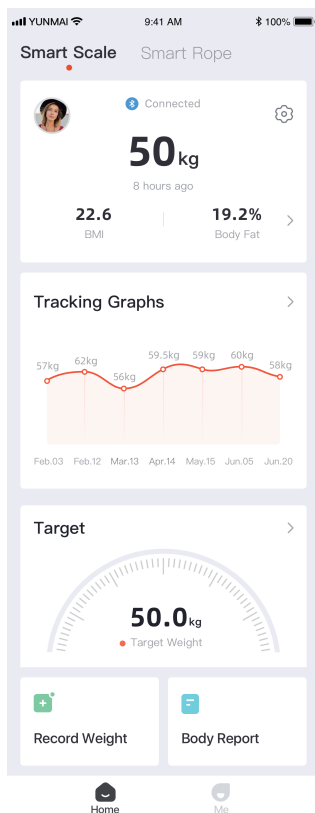 YUNMAI 9:41 AM 100%
Smart Scale Smart Rope
Connected
50kg
8 hours ago
22.6 19.2%
BMI Body Fat
Tracking Graphs
57kg 62kg 56kg 59.5kg 59kg 60kg 58kg
Feb.03 Feb.12 Mar.13 Apr.14 May.15 Jun.05 Jun.20
Target
50.0kg
Target Weight
Record Weight Body Report
Home Me